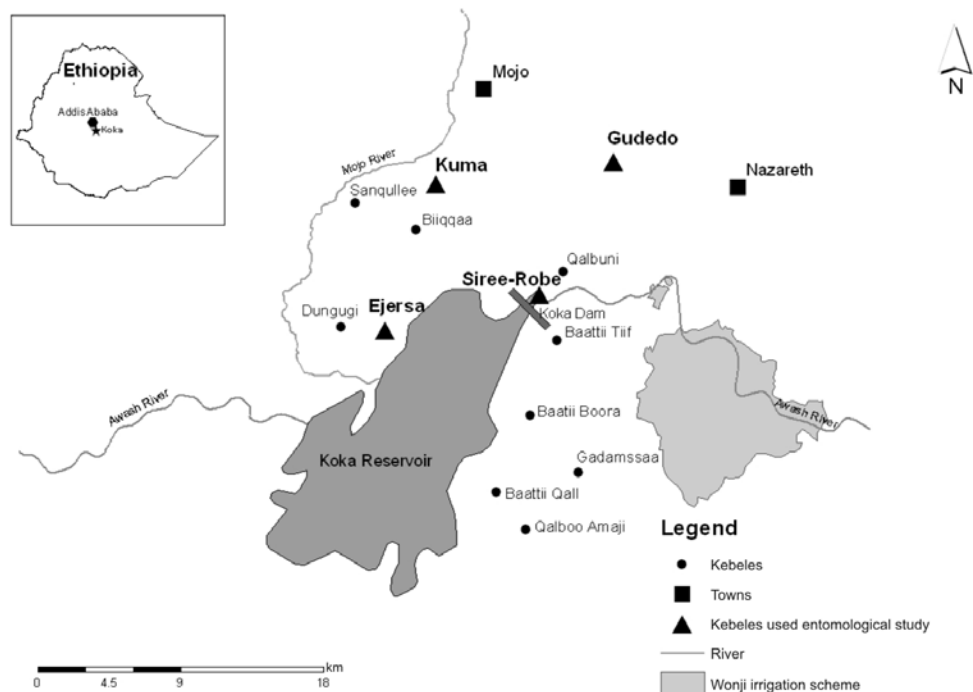 Ethiopia
AddisAbaba
Koka
N
Mojo
Gudedo
Mojo River
Kuma
Nazareth
Sanqullee
Biiqqaa
Qalbuni
Siree-Robe
Dungugi
Ejersa
Koka Dam
Baattii Tiif
Awash River
Awash River
Baatii Boora
Koka Reservoir
Gadamssaa
Baattii Qall
Qalboo Amaji
Legend
Kebeles
Towns
Kebeles used entomological study
River
Wonji irrigation scheme
km
0 4.5 9 18